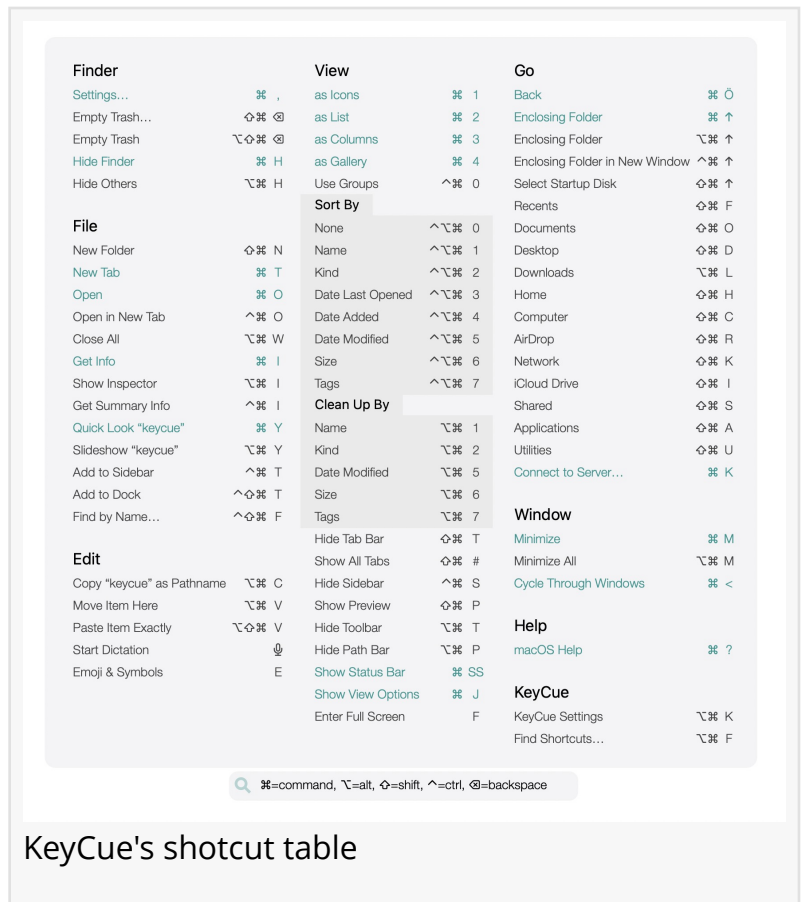 Finder
Settings… ⌘ ,
Empty Trash… ⇧⌘ ⌫
Empty Trash ⌥⇧⌘ ⌫
Hide Finder ⌘ H
Hide Others ⌥⌘ H
File
New Folder ⇧⌘ N
New Tab ⌘ T
Open ⌘ O
Open in New Tab ^⌘ O
Close All ⌥⌘ W
Get Info ⌘ I
Show Inspector ⌥⌘ I
Get Summary Info ^⌘ I
Quick Look “keycue” ⌘ Y
Slideshow “keycue” ⌥⌘ Y
Add to Sidebar ^⌘ T
Add to Dock ^⇧⌘ T
Find by Name… ^⇧⌘ F
Edit
Copy “keycue” as Pathname ⌥⌘ C
Move Item Here ⌥⌘ V
Paste Item Exactly ⌥⇧⌘ V
Start Dictation
Emoji & Symbols E
View
as Icons ⌘ 1
as List ⌘ 2
as Columns ⌘ 3
as Gallery ⌘ 4
Use Groups ^⌘ 0
Sort By
None ^⌥⌘ 0
Name ^⌥⌘ 1
Kind ^⌥⌘ 2
Date Last Opened ^⌥⌘ 3
Date Added ^⌥⌘ 4
Date Modified ^⌥⌘ 5
Size ^⌥⌘ 6
Tags ^⌥⌘ 7
Clean Up By
Name ⌥⌘ 1
Kind ⌥⌘ 2
Date Modified ⌥⌘ 5
Size ⌥⌘ 6
Tags ⌥⌘ 7
Hide Tab Bar ⇧⌘ T
Show All Tabs ⇧⌘ #
Hide Sidebar ^⌘ S
Show Preview ⇧⌘ P
Hide Toolbar ⌥⌘ T
Hide Path Bar ⌥⌘ P
Show Status Bar ⌘ SS
Show View Options ⌘ J
Enter Full Screen F
Go
Back ⌘ Ö
Enclosing Folder ⌘ ↑
Enclosing Folder ⌥⌘ ↑
Enclosing Folder in New Window ^⌘ ↑
Select Startup Disk ⇧⌘ ↑
Recents ⇧⌘ F
Documents ⇧⌘ O
Desktop ⇧⌘ D
Downloads ⌥⌘ L
Home ⇧⌘ H
Computer ⇧⌘ C
AirDrop ⇧⌘ R
Network ⇧⌘ K
iCloud Drive ⇧⌘ I
Shared ⇧⌘ S
Applications ⇧⌘ A
Utilities ⇧⌘ U
Connect to Server… ⌘ K
Window
Minimize ⌘ M
Minimize All ⌥⌘ M
Cycle Through Windows ⌘ <
Help
macOS Help ⌘ ?
KeyCue
KeyCue Settings ⌥⌘ K
Find Shortcuts… ⌥⌘ F
⌘=command, ⌥=alt, ⇧=shift, ^=ctrl, ⌫=backspace
KeyCue's shotcut table